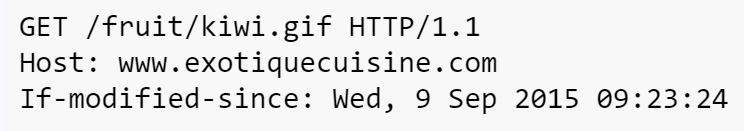 GET /fruit/kiwi.gif HTTP/1.1
Host: www.exotiquecuisine.com
If-modified-since: Wed, 9 Sep 2015 09:23:24